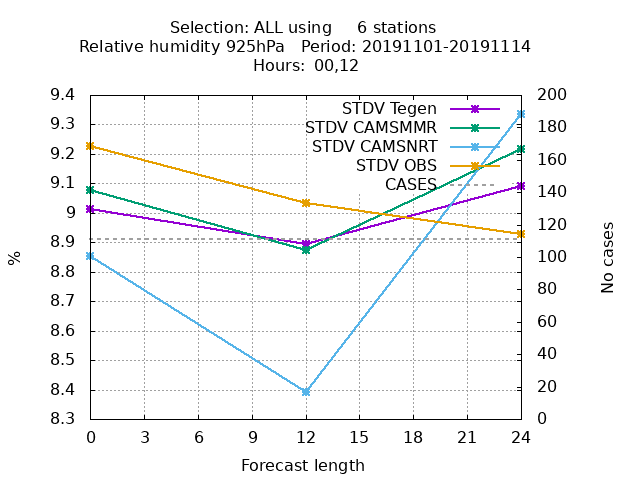 Selection: ALL using     6 stations
Relative humidity 925hPa   Period: 20191101-20191114
Hours: 00,12
STDV Tegen
STDV CAMSMMR
STDV CAMSNRT
STDV OBS
CASES
9.4
9.3
9.2
9.1
9
8.9
8.8
8.7
8.6
8.5
8.4
8.3
%
200
180
160
140
120
100
80
60
40
20
0
No cases
0 3 6 9 12 15 18 21 24
Forecast length